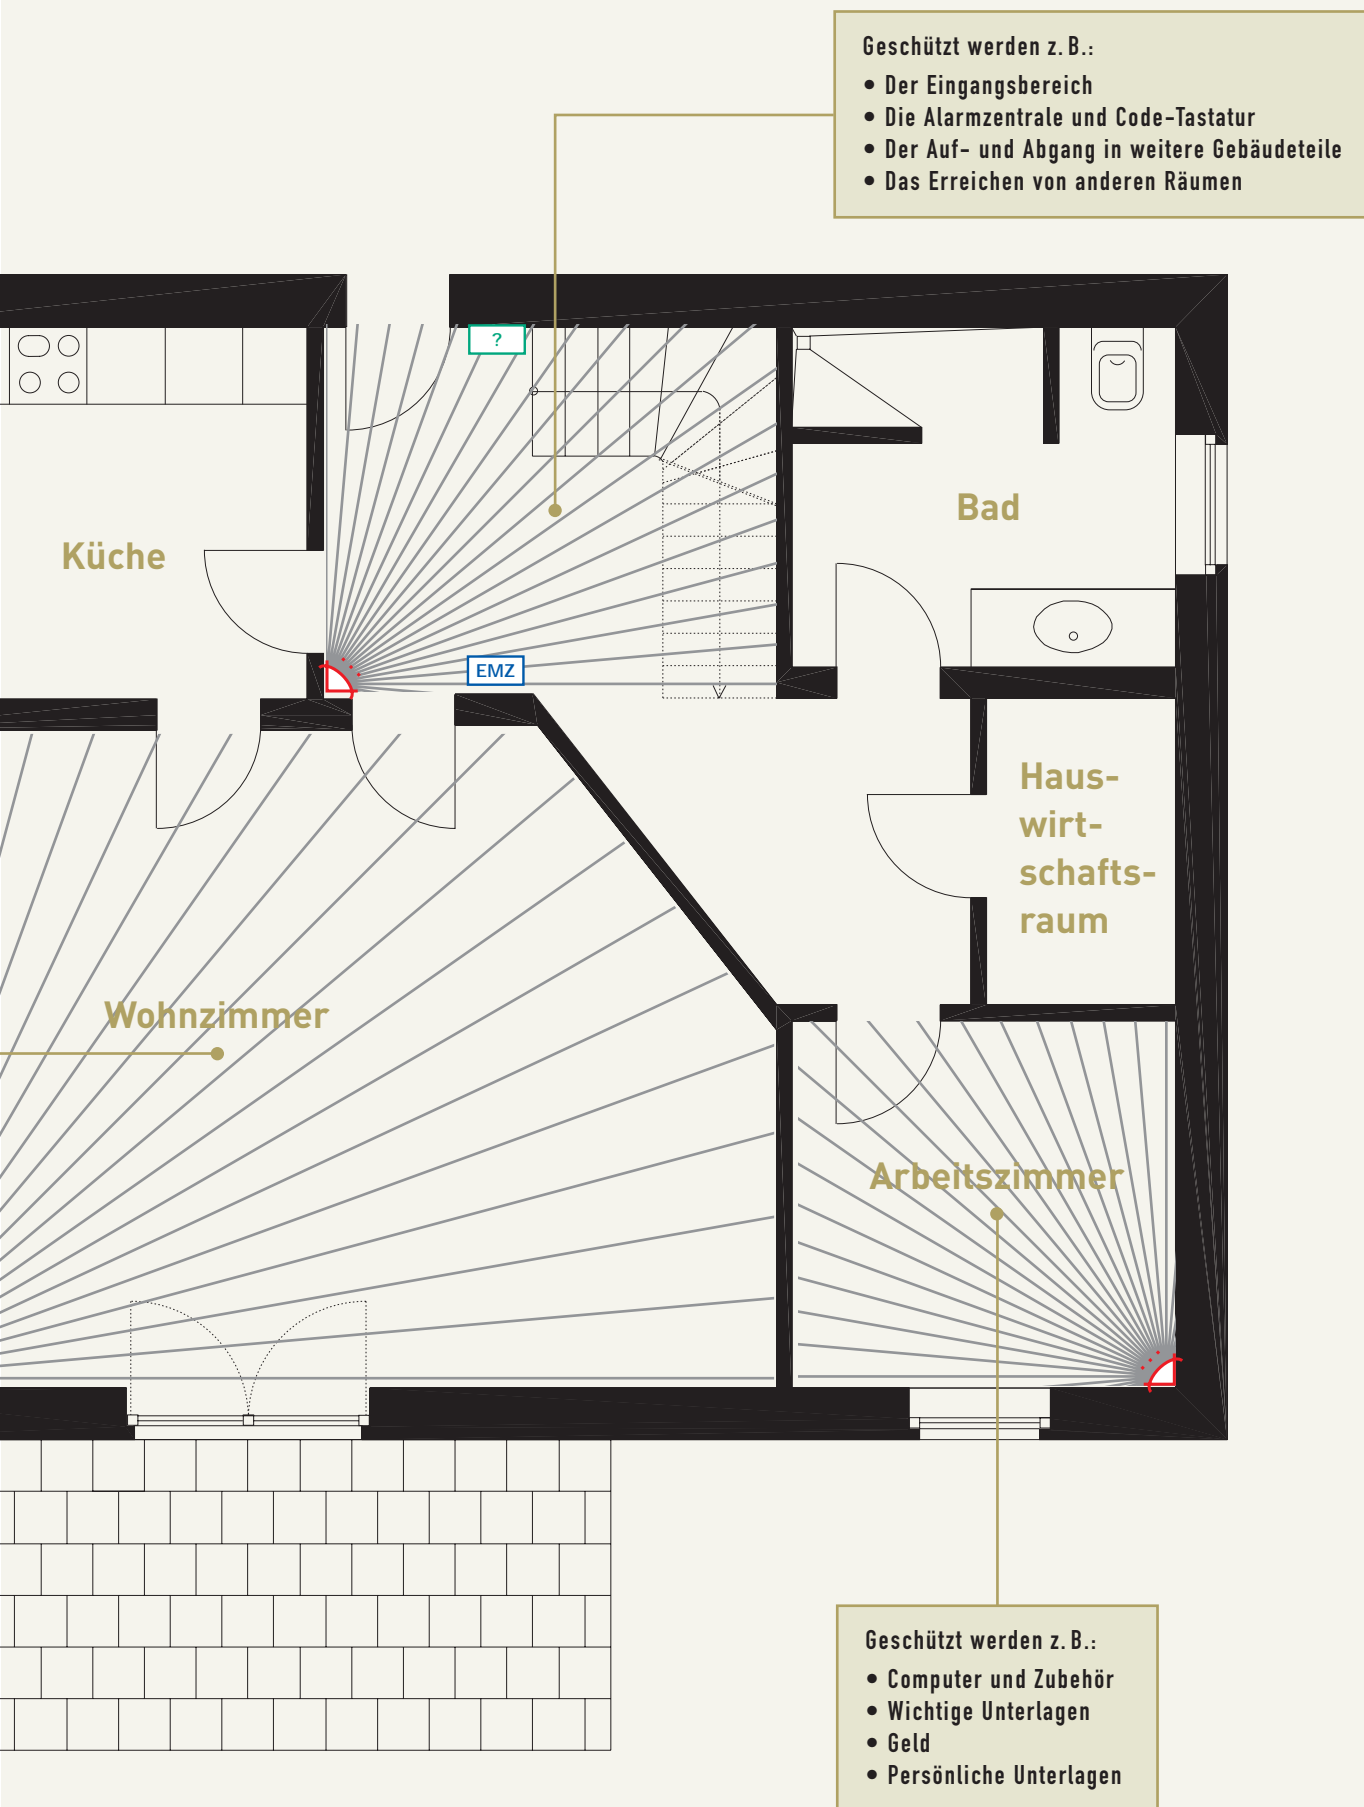 Geschützt werden z. B.:
• Der Eingangsbereich
• Die Alarmzentrale und Code-Tastatur
• Der Auf- und Abgang in weitere Gebäudeteile
• Das Erreichen von anderen Räumen
?
Bad
Küche
EMZ
Haus-
wirt-
schafts-
raum
Wohnzimmer
Arbeitszimmer
Geschützt werden z. B.:
• Computer und Zubehör
• Wichtige Unterlagen
• Geld
• Persönliche Unterlagen